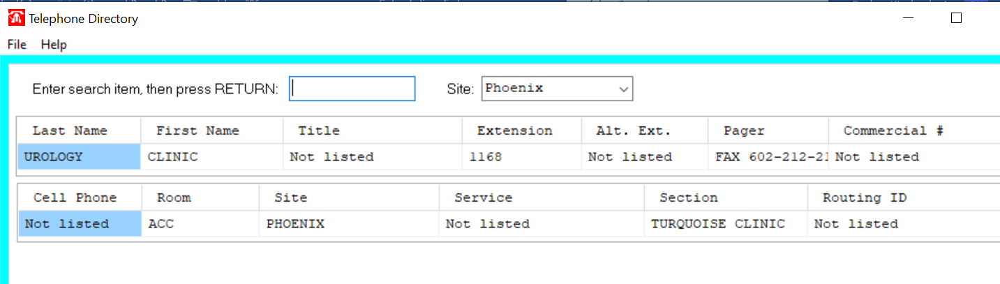 Telephone Directory
File Help
Enter search item, then press RETURN: Site: Phoenix
Last Name First Name Title Extension Alt. Ext. Pager Commercial #
UROLOGY CLINIC Not listed 1168 Not listed FAX 602-212-21 Not listed
Cell Phone Room Site Service Section Routing ID
Not listed ACC PHOENIX Not listed TURQUOISE CLINIC Not listed